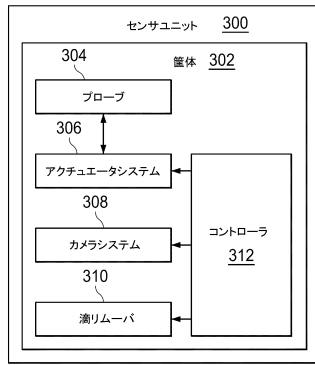 センサユニット 300
筐体 302
304
プローブ
306
アクチュエータシステム
308
カメラシステム
310
滴リムーバ
コントローラ
312